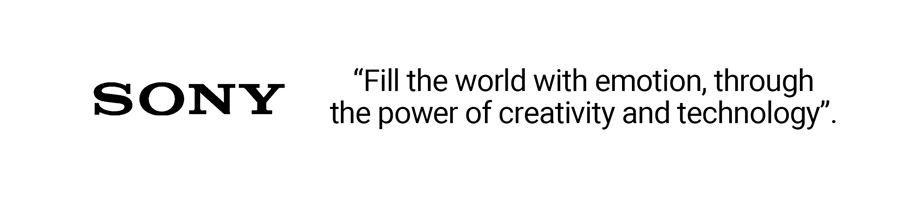 SONY
“Fill the world with emotion, through
the power of creativity and technology”.